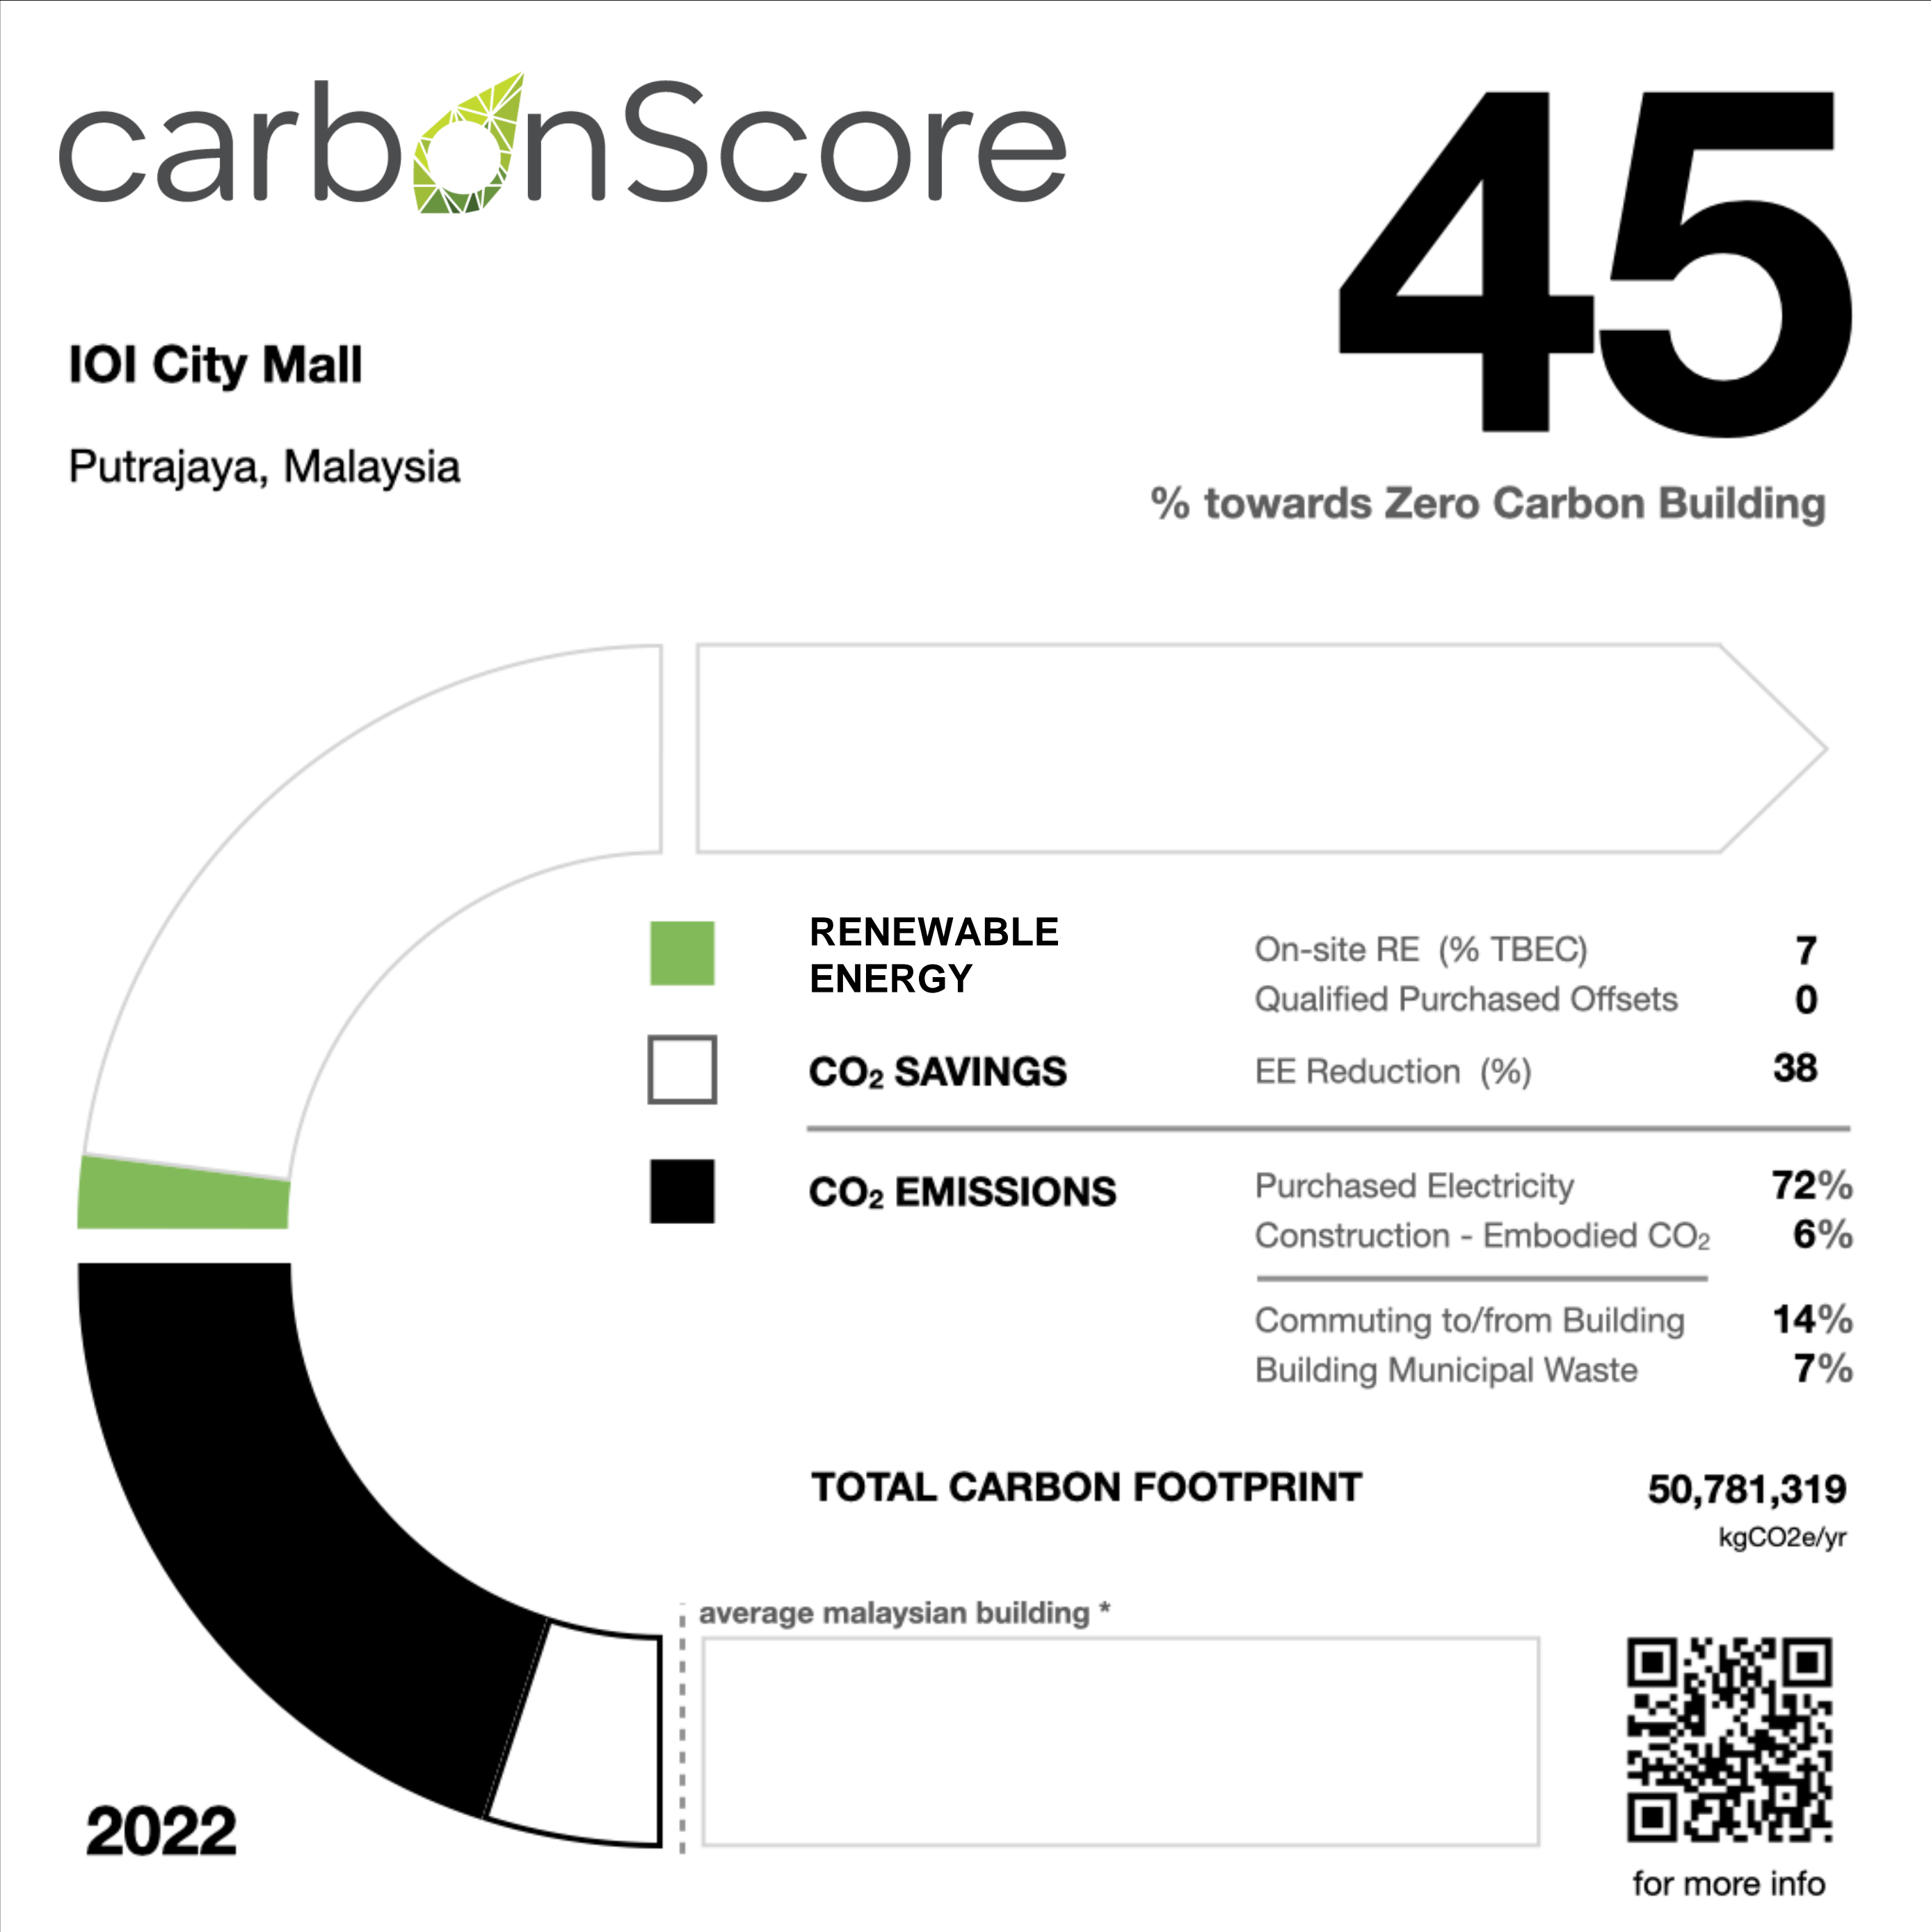 carbonScore
45
IOI City Mall
Putrajaya, Malaysia
% towards Zero Carbon Building
RENEWABLE
ENERGY
On-site RE (% TBEC) 7
Qualified Purchased Offsets 0
CO₂ SAVINGS EE Reduction (%) 38
CO₂ EMISSIONS Purchased Electricity 72%
Construction - Embodied CO₂ 6%
Commuting to/from Building 14%
Building Municipal Waste 7%
TOTAL CARBON FOOTPRINT 50,781,319
kgCO2e/yr
average malaysian building *
2022
for more info